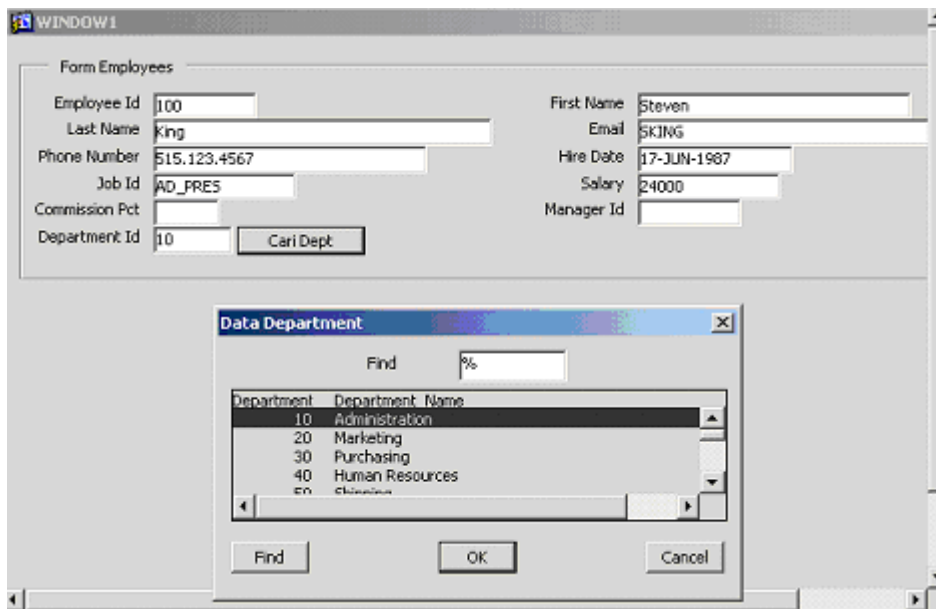 WINDOW1
Form Employees
Employee Id 100 First Name Steven
Last Name King Email SKING
Phone Number 515.123.4567 Hire Date 17-JUN-1987
Job Id AD_PRES Salary 24000
Commission Pct Manager Id
Department Id 10 Cari Dept
Data Department
Find %
Department Department_Name
10 Administration
20 Marketing
30 Purchasing
40 Human Resources
50 Shipping
Find OK Cancel